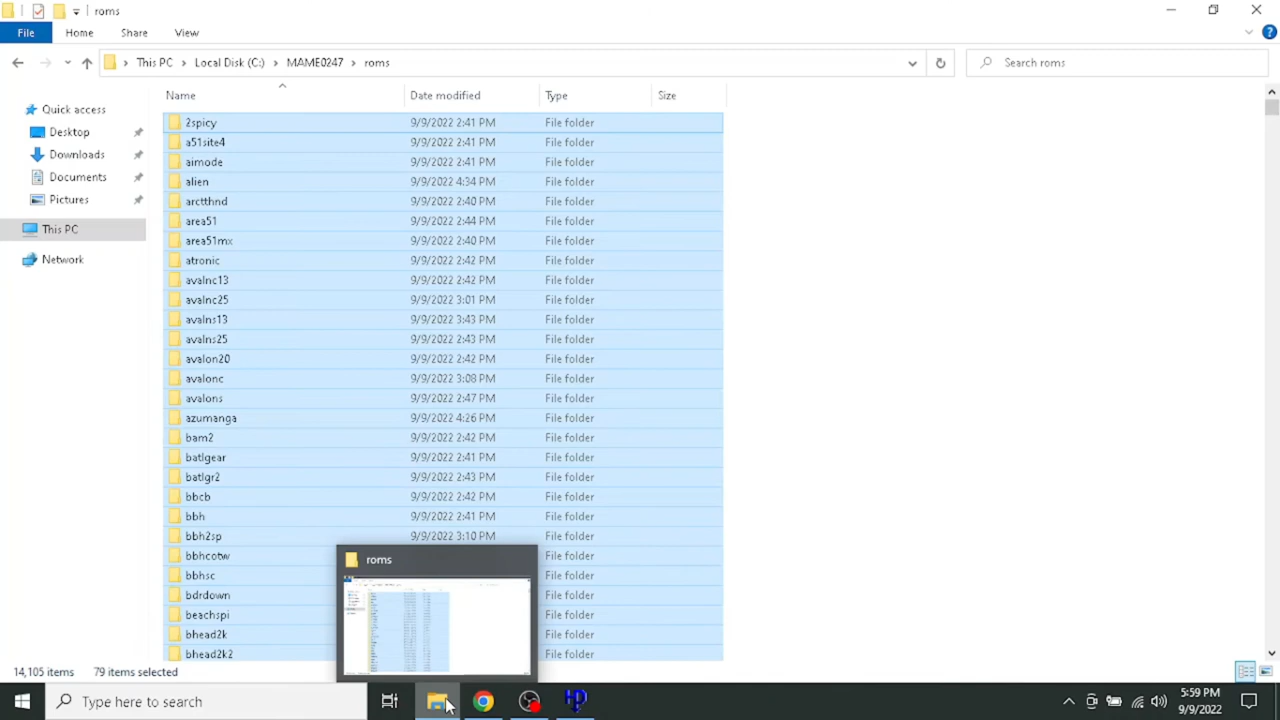 roms
File Home Share View
This PC Local Disk (C:) MAME0247 roms
Search roms
Name Date modified Type Size
Quick access
Desktop
Downloads
Documents
Pictures
This PC
Network
2spicy 9/9/2022 2:41 PM File folder
a51site4 9/9/2022 2:41 PM File folder
aimode 9/9/2022 2:41 PM File folder
alien 9/9/2022 4:34 PM File folder
arctthnd 9/9/2022 2:40 PM File folder
area51 9/9/2022 2:44 PM File folder
area51mx 9/9/2022 2:40 PM File folder
atronic 9/9/2022 2:42 PM File folder
avalnc13 9/9/2022 2:42 PM File folder
avalnc25 9/9/2022 3:01 PM File folder
avalns13 9/9/2022 3:43 PM File folder
avalns25 9/9/2022 2:43 PM File folder
avalon20 9/9/2022 2:42 PM File folder
avalonc 9/9/2022 3:08 PM File folder
avalons 9/9/2022 2:47 PM File folder
azumanga 9/9/2022 4:26 PM File folder
bam2 9/9/2022 2:42 PM File folder
batlgear 9/9/2022 2:41 PM File folder
batlgr2 9/9/2022 2:43 PM File folder
bbcb 9/9/2022 2:42 PM File folder
bbh 9/9/2022 2:41 PM File folder
bbh2sp 9/9/2022 3:10 PM File folder
bbhcotw
bbhsc
bdrdown
beachspi
bhead2k
bhead2k2
roms
14,105 items 79 items selected
Type here to search
5:59 PM
9/9/2022